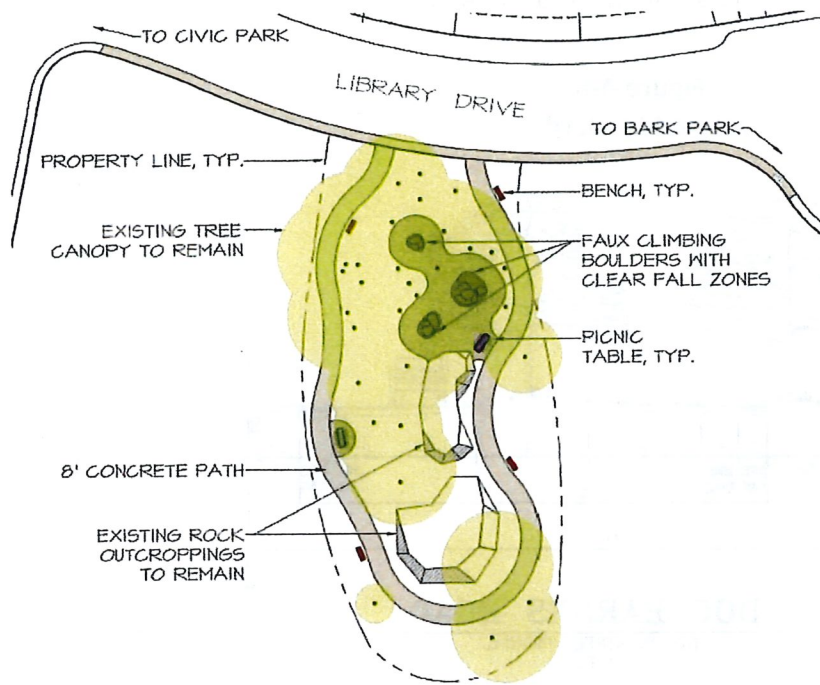 TO CIVIC PARK
LIBRARY DRIVE
TO BARK PARK
PROPERTY LINE, TYP.
BENCH, TYP.
EXISTING TREE
CANOPY TO REMAIN
FAUX CLIMBING
BOULDERS WITH
CLEAR FALL ZONES
PICNIC
TABLE, TYP.
8' CONCRETE PATH
EXISTING ROCK
OUTCROPPINGS
TO REMAIN